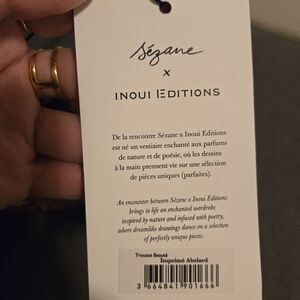 Sézane
x
INOUI EDITIONS
De la rencontre Sézane x Inoui Editions
est né un vestiaire enchanté aux parfums
de nature et de poésie, où les dessins
à la main prennent vie sur une sélection
de pièces uniques (parfaites).
An encounter between Sézane x Inoui Editions
brings to life an enchanted wardrobe
inspired by nature and infused with poetry,
where dreamlike drawings dance on a selection
of perfectly unique pieces.
Trousse Beauté
Imprimé Abelard
3 664841 901666